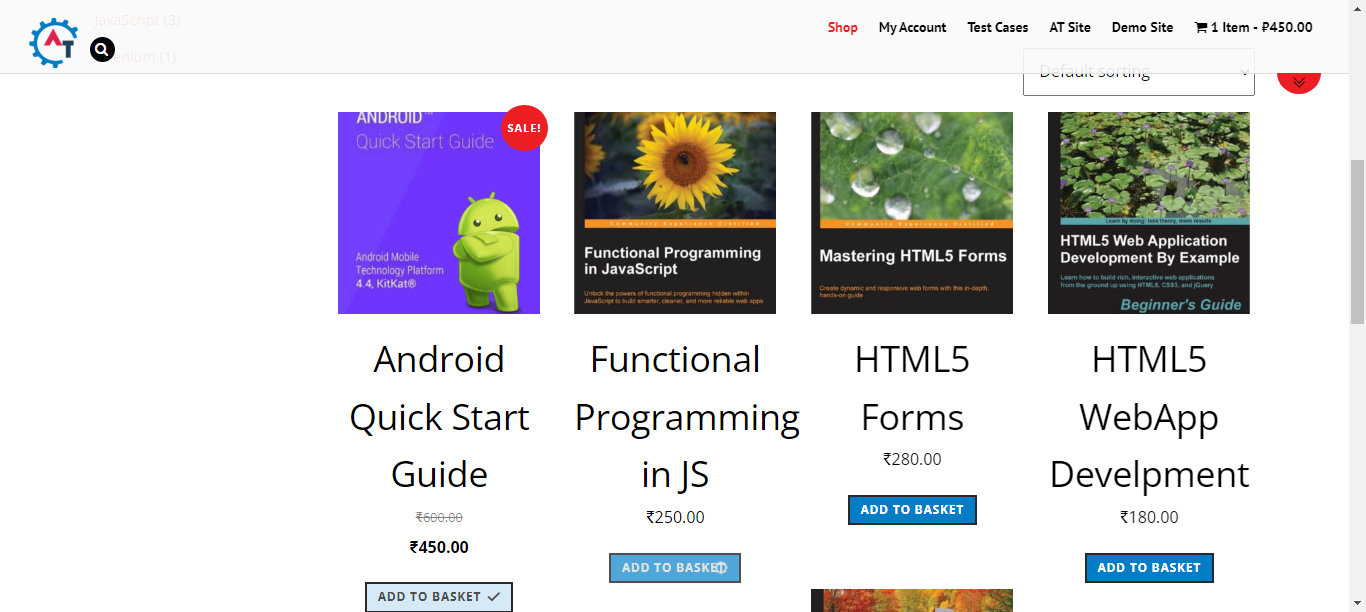 JavaScript (3)
enium (1)
AT
Shop
My Account
Test Cases
AT Site
Demo Site
1 Item - ₹450.00
Default sorting
SALE!
ANDROID™
Quick Start Guide
Android Mobile
Technology Platform
4.4, KitKat®
Community Experience Distilled
Functional Programming
in JavaScript
Unlock the powers of functional programming hidden within
JavaScript to build smarter, cleaner, and more reliable web apps
Community Experience Distilled
Mastering HTML5 Forms
Create dynamic and responsive web forms with this in-depth,
hands-on guide
Learn by doing: less theory, more results
HTML5 Web Application
Development By Example
Learn how to build rich, interactive web applications
from the ground up using HTML5, CSS3, and jQuery
Beginner's Guide
Android
Quick Start
Guide
₹600.00
₹450.00
ADD TO BASKET
Functional
Programming
in JS
₹250.00
ADD TO BASKET
HTML5
Forms
₹280.00
ADD TO BASKET
HTML5
WebApp
Develpment
₹180.00
ADD TO BASKET